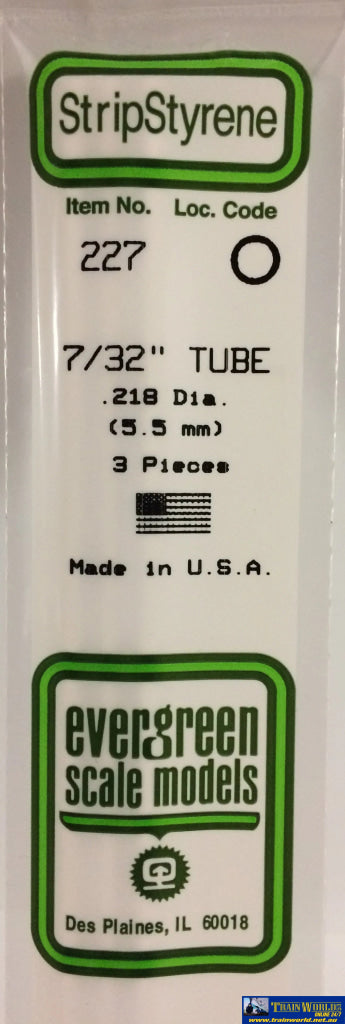 StripStyrene
Item No. Loc. Code
227 O
7/32" TUBE
.218 Dia.
(5.5 mm)
3 Pieces
Made in U.S.A.
evergreen
scale models
Des Plaines, IL 60018
TRAIN WORLD
ONLINE 24/7
www.trainworld.net.au